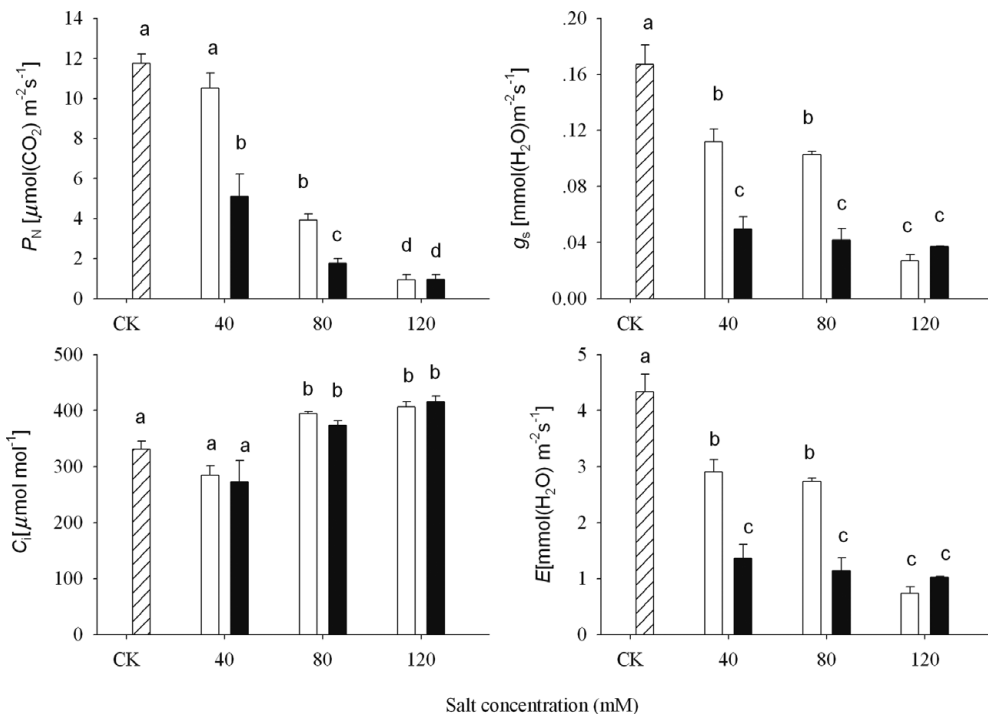 14
12
10
8
6
4
2
0
P_N [μmol(CO₂) m⁻²s⁻¹)
a
a
b
b
c
d
d
CK
40
80
120
.20
.16
.12
.08
.04
0.00
g_s [mmol(H₂O)m⁻²s⁻¹]
a
b
c
b
c
c
c
CK
40
80
120
500
400
300
200
100
0
C_i[μmol mol⁻¹)
a
a
a
b
b
b
b
CK
40
80
120
5
4
3
2
1
0
E[mmol(H₂O) m⁻²s⁻¹]
a
b
c
b
c
c
c
CK
40
80
120
Salt concentration (mM)